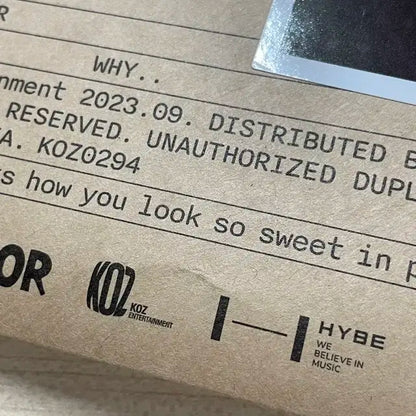 R
WHY..
nment 2023.09. DISTRIBUTED B
RESERVED. UNAUTHORIZED DUPL
A. KOZ0294
s how you look so sweet in p
OR
KOZ
KOZ
ENTERTAINMENT
HYBE
WE
BELIEVE IN
MUSIC